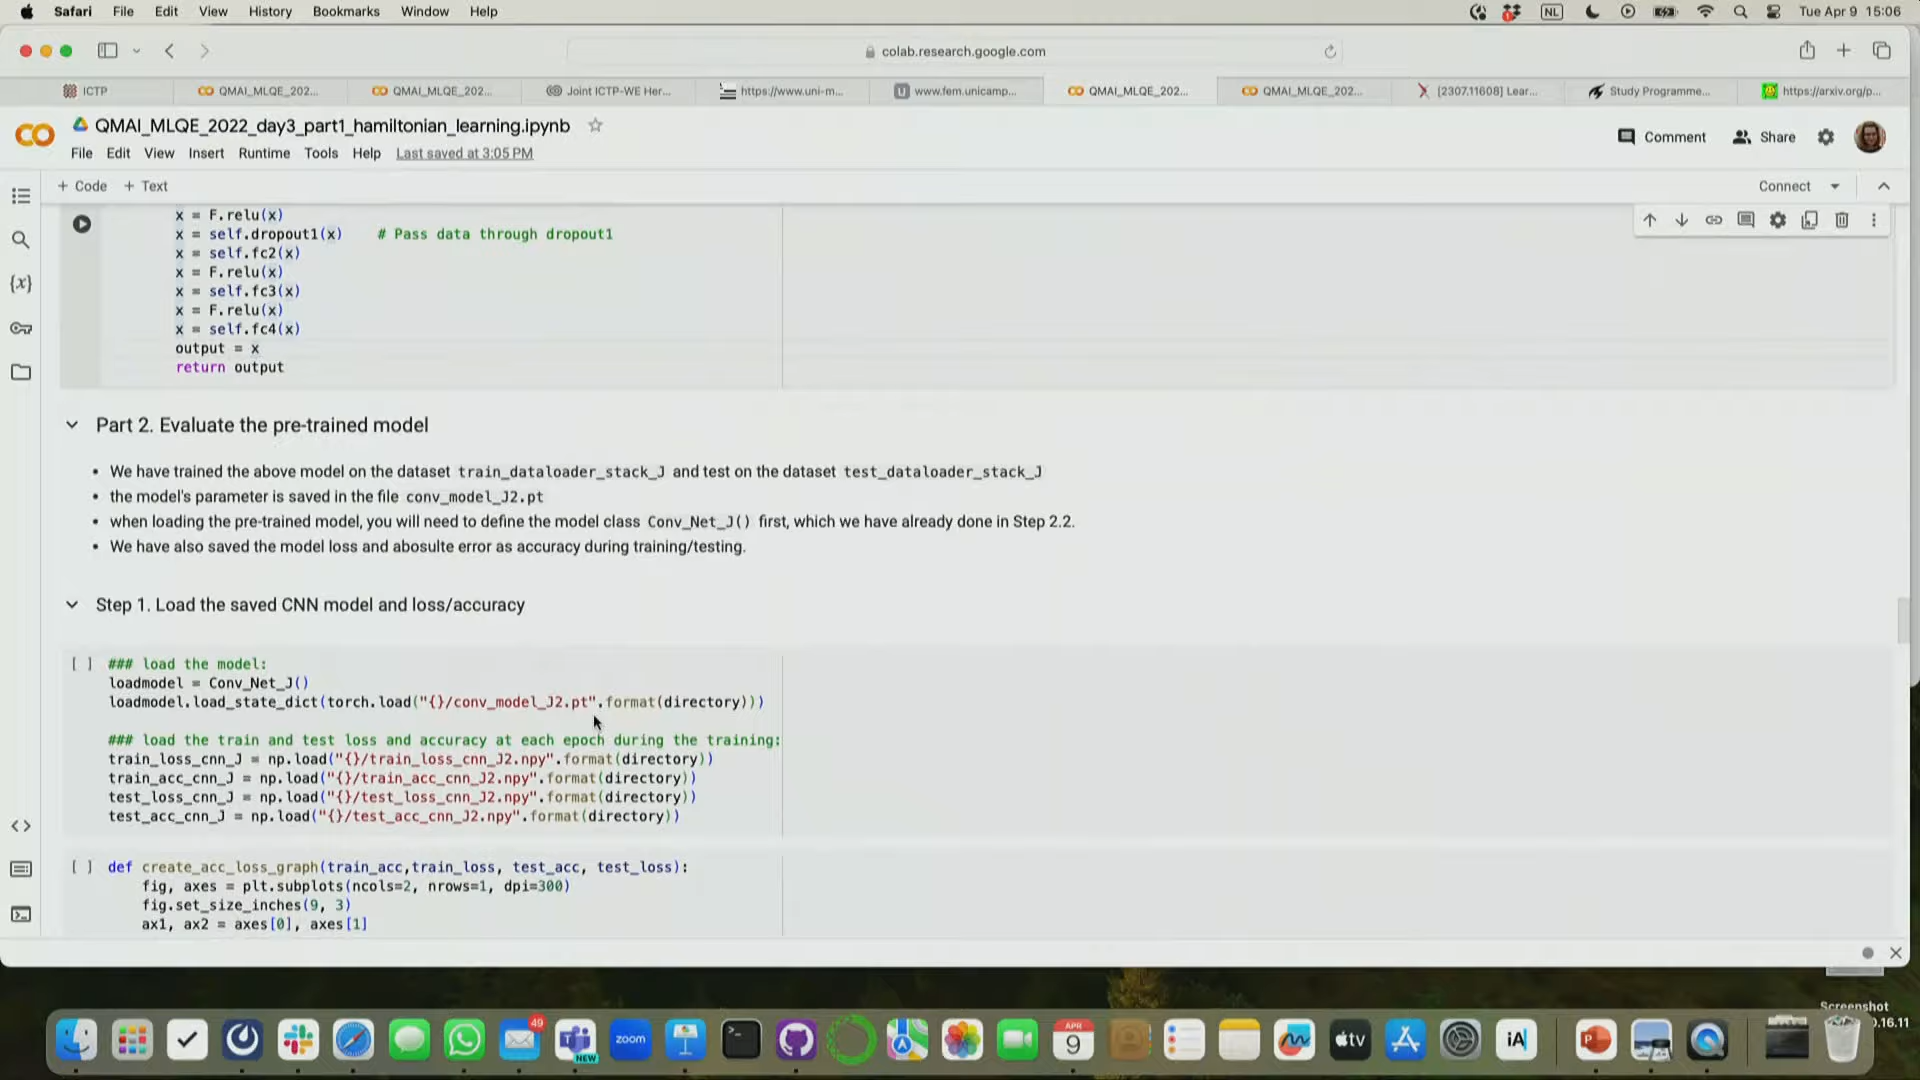 Safari File Edit View History Bookmarks Window Help NL Tue Apr 9 15:06
colab.research.google.com
ICTP QMAI_MLQE_202... QMAI_MLQE_202... Joint ICTP-WE Her... https://www.uni-m... www.fem.unicamp... QMAI_MLQE_202... QMAI_MLQE_202... [2307.11608] Lear... Study Programme... https://arxiv.org/p...
QMAI_MLQE_2022_day3_part1_hamiltonian_learning.ipynb
Comment Share
File Edit View Insert Runtime Tools Help Last saved at 3:05 PM
+ Code + Text Connect
x = F.relu(x)
x = self.dropout1(x) # Pass data through dropout1
x = self.fc2(x)
x = F.relu(x)
x = self.fc3(x)
x = F.relu(x)
x = self.fc4(x)
output = x
return output
Part 2. Evaluate the pre-trained model
• We have trained the above model on the dataset train_dataloader_stack_J and test on the dataset test_dataloader_stack_J
• the model's parameter is saved in the file conv_model_J2.pt
• when loading the pre-trained model, you will need to define the model class Conv_Net_J() first, which we have already done in Step 2.2.
• We have also saved the model loss and abosulte error as accuracy during training/testing.
Step 1. Load the saved CNN model and loss/accuracy
[ ] ### load the model:
loadmodel = Conv_Net_J()
loadmodel.load_state_dict(torch.load("{}/conv_model_J2.pt".format(directory)))
### load the train and test loss and accuracy at each epoch during the training:
train_loss_cnn_J = np.load("{}/train_loss_cnn_J2.npy".format(directory))
train_acc_cnn_J = np.load("{}/train_acc_cnn_J2.npy".format(directory))
test_loss_cnn_J = np.load("{}/test_loss_cnn_J2.npy".format(directory))
test_acc_cnn_J = np.load("{}/test_acc_cnn_J2.npy".format(directory))
[ ] def create_acc_loss_graph(train_acc,train_loss, test_acc, test_loss):
fig, axes = plt.subplots(ncols=2, nrows=1, dpi=300)
fig.set_size_inches(9, 3)
ax1, ax2 = axes[0], axes[1]
Screenshot
0.16.11
49 NEW zoom APR 9 tv iA